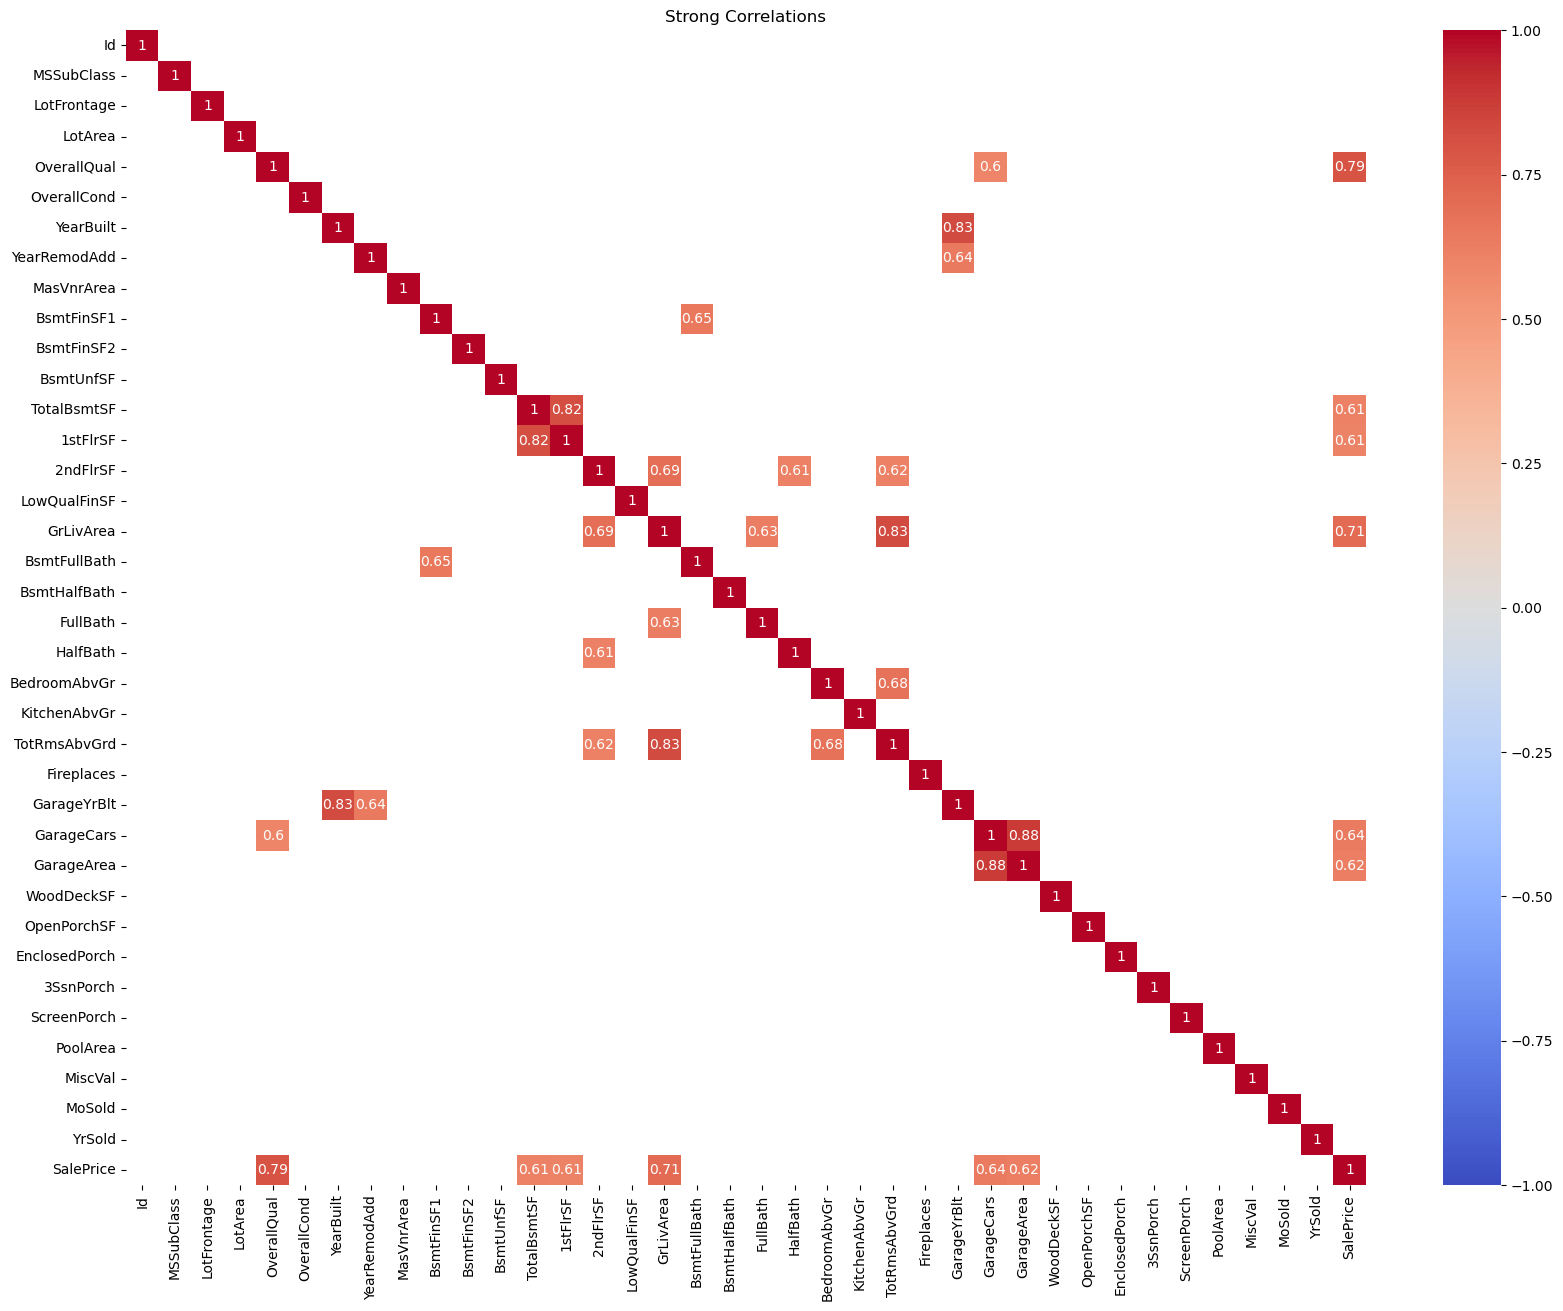 Strong Correlations
Id 1
MSSubClass 1
LotFrontage 1
LotArea 1
OverallQual 1 0.6 0.79
OverallCond 1
YearBuilt 1 0.83
YearRemodAdd 1 0.64
MasVnrArea 1
BsmtFinSF1 1 0.65
BsmtFinSF2 1
BsmtUnfSF 1
TotalBsmtSF 1 0.82 0.61
1stFlrSF 0.82 1 0.61
2ndFlrSF 1 0.69 0.61 0.62
LowQualFinSF 1
GrLivArea 0.69 1 0.63 0.83 0.71
BsmtFullBath 0.65 1
BsmtHalfBath 1
FullBath 0.63 1
HalfBath 0.61 1
BedroomAbvGr 1 0.68
KitchenAbvGr 1
TotRmsAbvGrd 0.62 0.83 0.68 1
Fireplaces 1
GarageYrBlt 0.83 0.64 1
GarageCars 0.6 1 0.88 0.64
GarageArea 0.88 1 0.62
WoodDeckSF 1
OpenPorchSF 1
EnclosedPorch 1
3SsnPorch 1
ScreenPorch 1
PoolArea 1
MiscVal 1
MoSold 1
YrSold 1
SalePrice 0.79 0.61 0.61 0.71 0.64 0.62 1
Id
MSSubClass
LotFrontage
LotArea
OverallQual
OverallCond
YearBuilt
YearRemodAdd
MasVnrArea
BsmtFinSF1
BsmtFinSF2
BsmtUnfSF
TotalBsmtSF
1stFlrSF
2ndFlrSF
LowQualFinSF
GrLivArea
BsmtFullBath
BsmtHalfBath
FullBath
HalfBath
BedroomAbvGr
KitchenAbvGr
TotRmsAbvGrd
Fireplaces
GarageYrBlt
GarageCars
GarageArea
WoodDeckSF
OpenPorchSF
EnclosedPorch
3SsnPorch
ScreenPorch
PoolArea
MiscVal
MoSold
YrSold
SalePrice
1.00
0.75
0.50
0.25
0.00
−0.25
−0.50
−0.75
−1.00